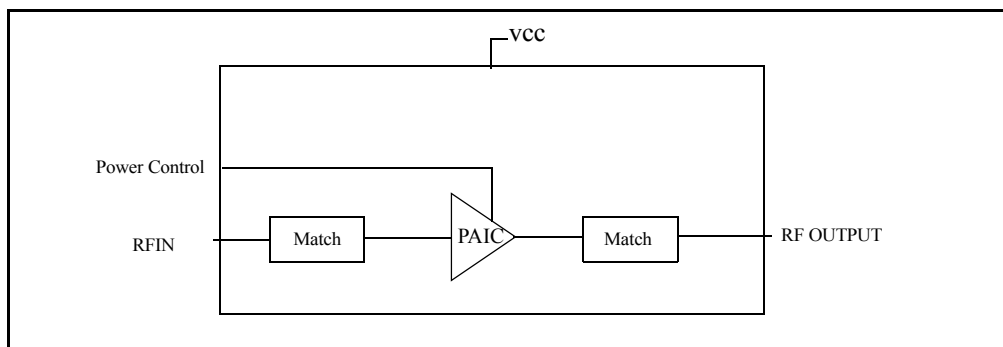 vcc
Power Control
RFIN
Match
PAIC
Match
RF OUTPUT